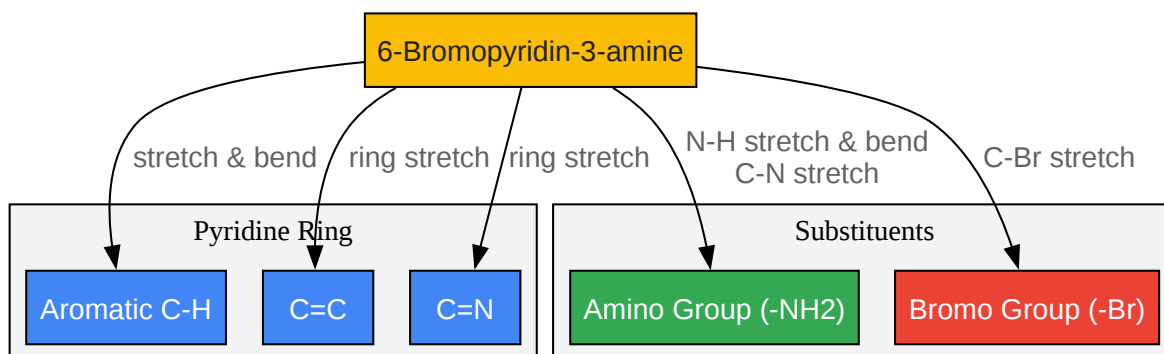 6-Bromopyridin-3-amine
stretch & bend
ring stretch
ring stretch
N-H stretch & bend
C-N stretch
C-Br stretch
Pyridine Ring
Substituents
Aromatic C-H
C=C
C=N
Amino Group (-NH2)
Bromo Group (-Br)